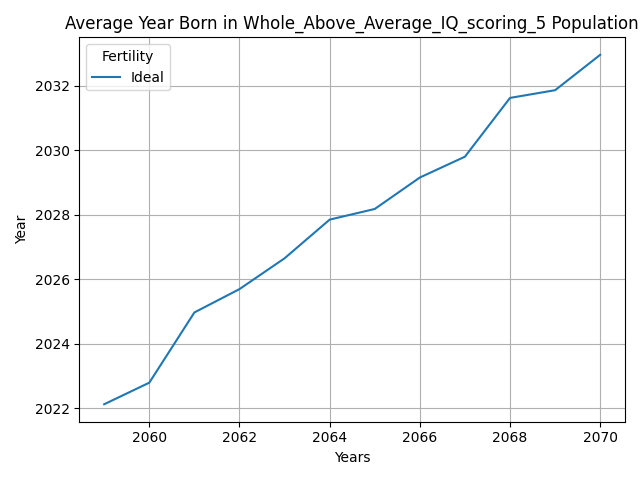 Average Year Born in Whole_Above_Average_IQ_scoring_5 Population
Fertility
Ideal
2032
2030
2028
2026
2024
2022
Year
2060 2062 2064 2066 2068 2070
Years